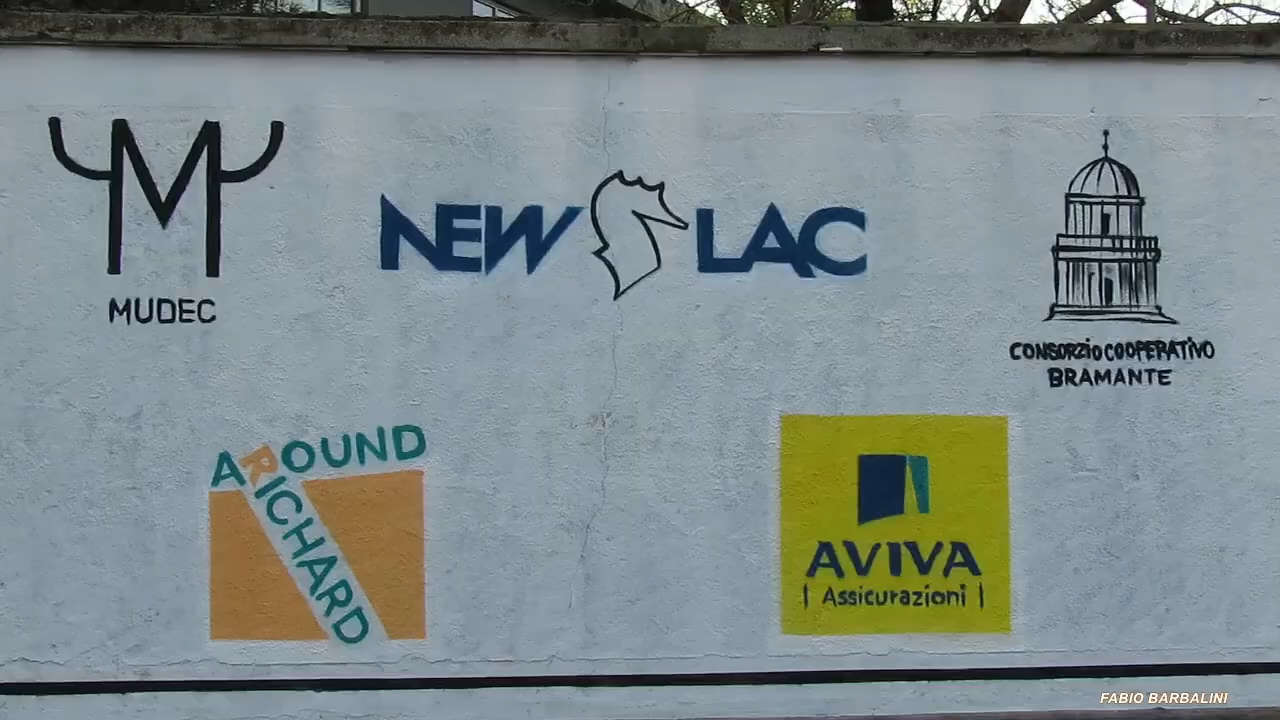 M
MUDEC
NEW LAC
CONSORZiO COOPERATiVO
BRAMANTE
AROUND
RICHARD
AVIVA
| Assicurazioni |
FABIO BARBALINI